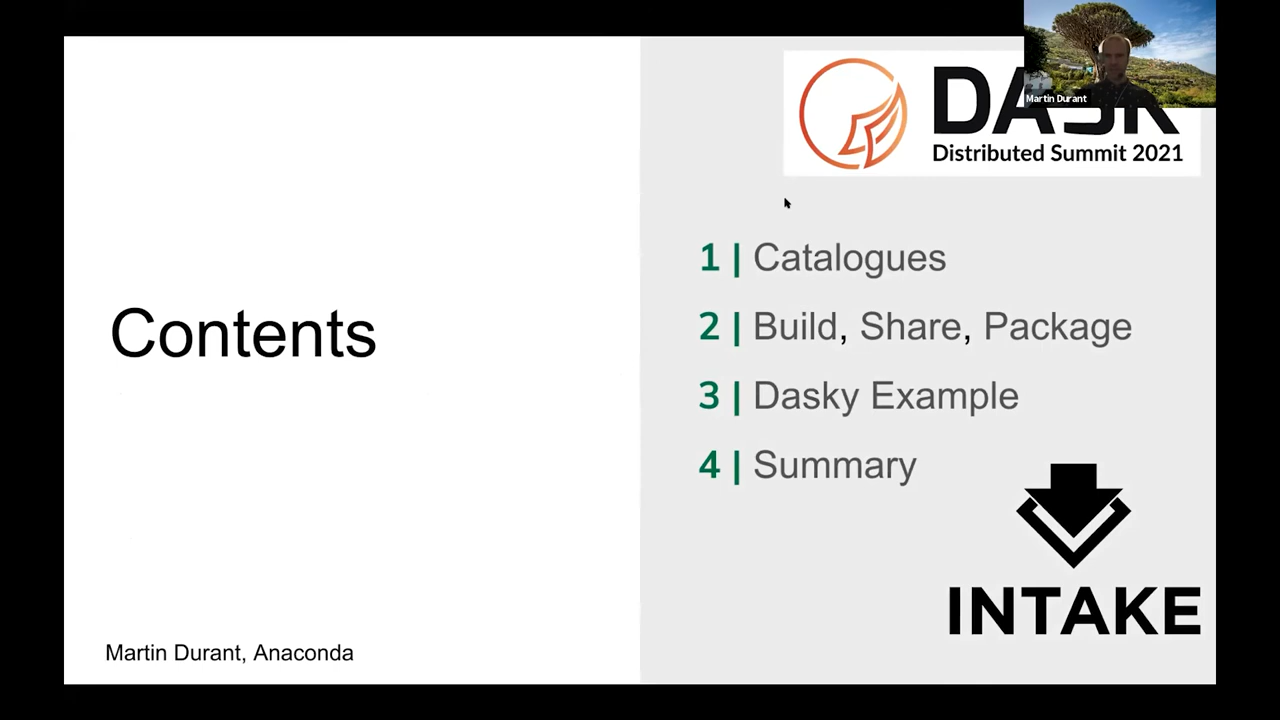 DASK
Martin Durant
Distributed Summit 2021
1 | Catalogues
2 | Build, Share, Package
Contents
3 | Dasky Example
4 | Summary
INTAKE
Martin Durant, Anaconda